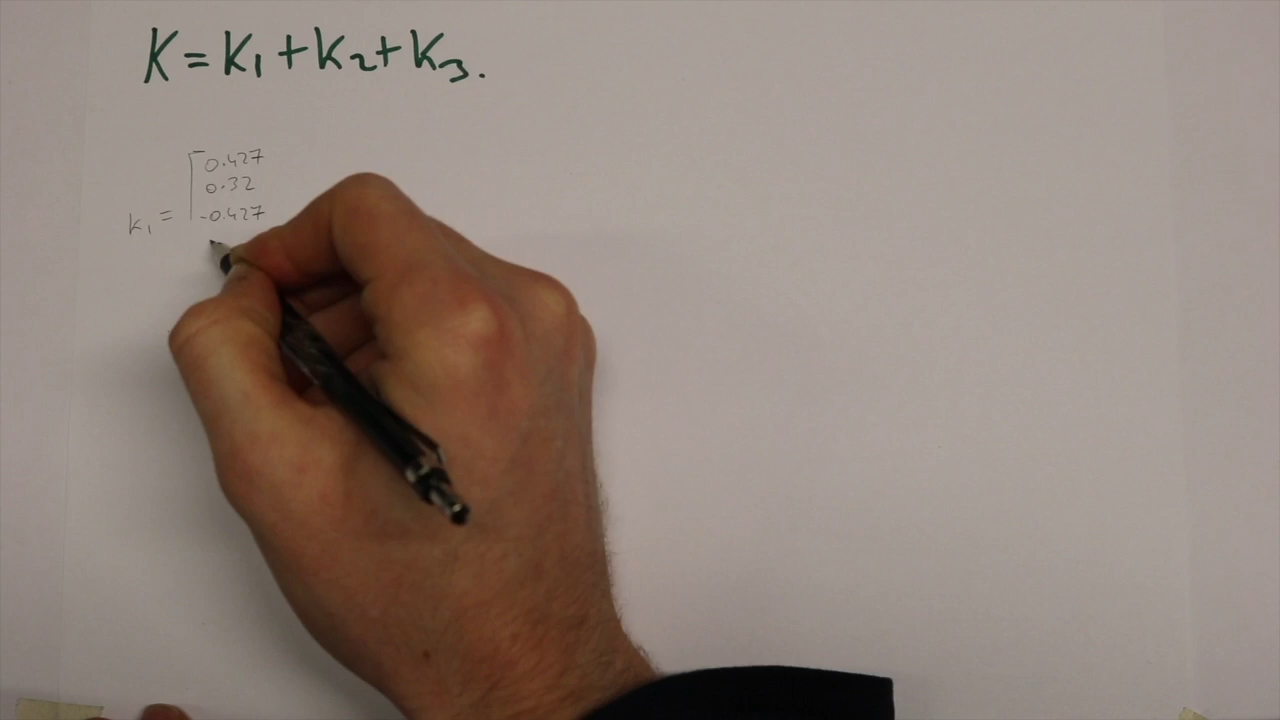 K = K1 + K2 + K3.
0.427
0.32
-0.427
k1 =